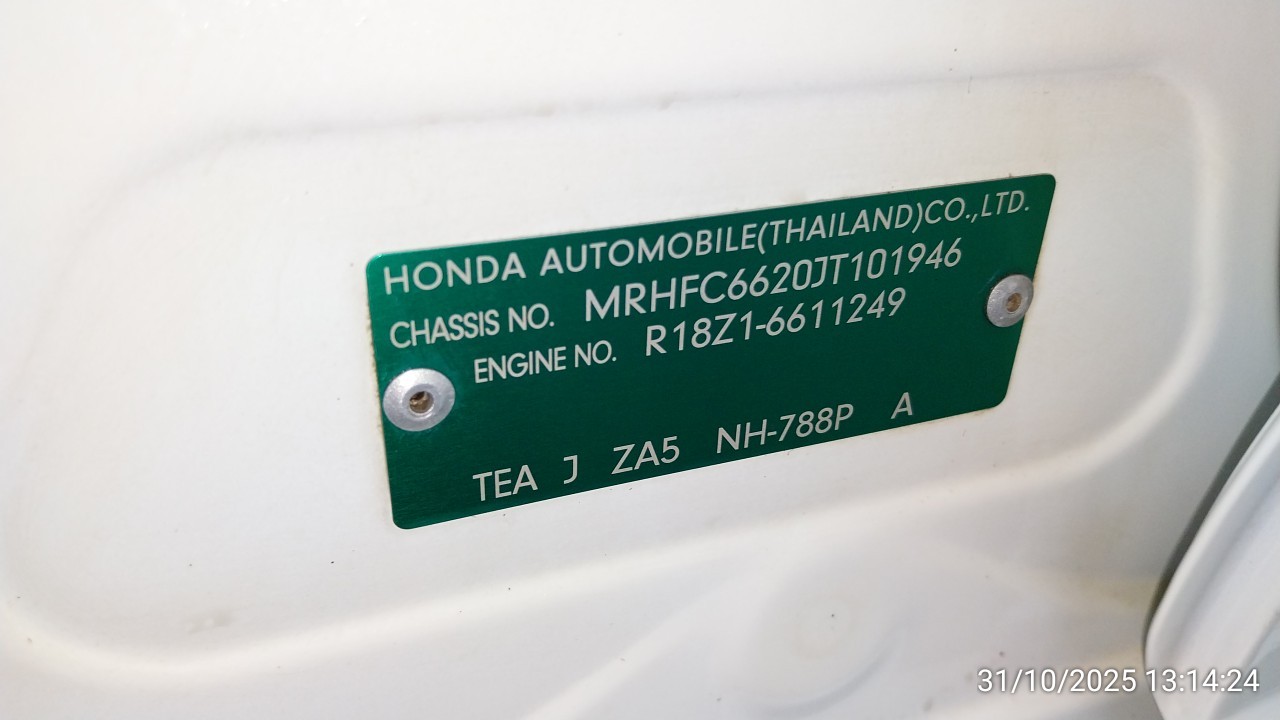 HONDA AUTOMOBILE(THAILAND)CO.,LTD.
CHASSIS NO. MRHFC6620JT101946
ENGINE NO. R18Z1-6611249
TEA J ZA5 NH-788P A
31/10/2025 13:14:24